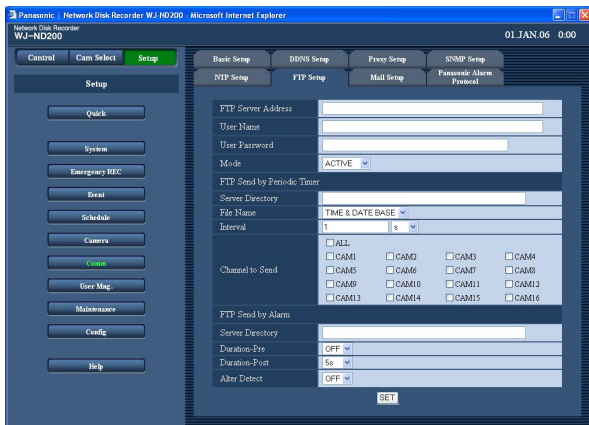 Panasonic | Network Disk Recorder WJ-ND200 - Microsoft Internet Explorer
Network Disk Recorder
WJ-ND200
01.JAN.06 0:00
Control Cam Select Setup
Setup
Quick
System
Emergency REC
Event
Schedule
Camera
Comm
User Mng.
Maintenance
Config
Help
Basic Setup DDNS Setup Proxy Setup SNMP Setup
NTP Setup FTP Setup Mail Setup Panasonic Alarm
Protocol
FTP Server Address
User Name
User Password
Mode ACTIVE
FTP Send by Periodic Timer
Server Directory
File Name TIME & DATE BASE
Interval 1 s
Channel to Send
ALL
CAM1 CAM2 CAM3 CAM4
CAM5 CAM6 CAM7 CAM8
CAM9 CAM10 CAM11 CAM12
CAM13 CAM14 CAM15 CAM16
FTP Send by Alarm
Server Directory
Duration-Pre OFF
Duration-Post 5s
Alter Detect OFF
SET